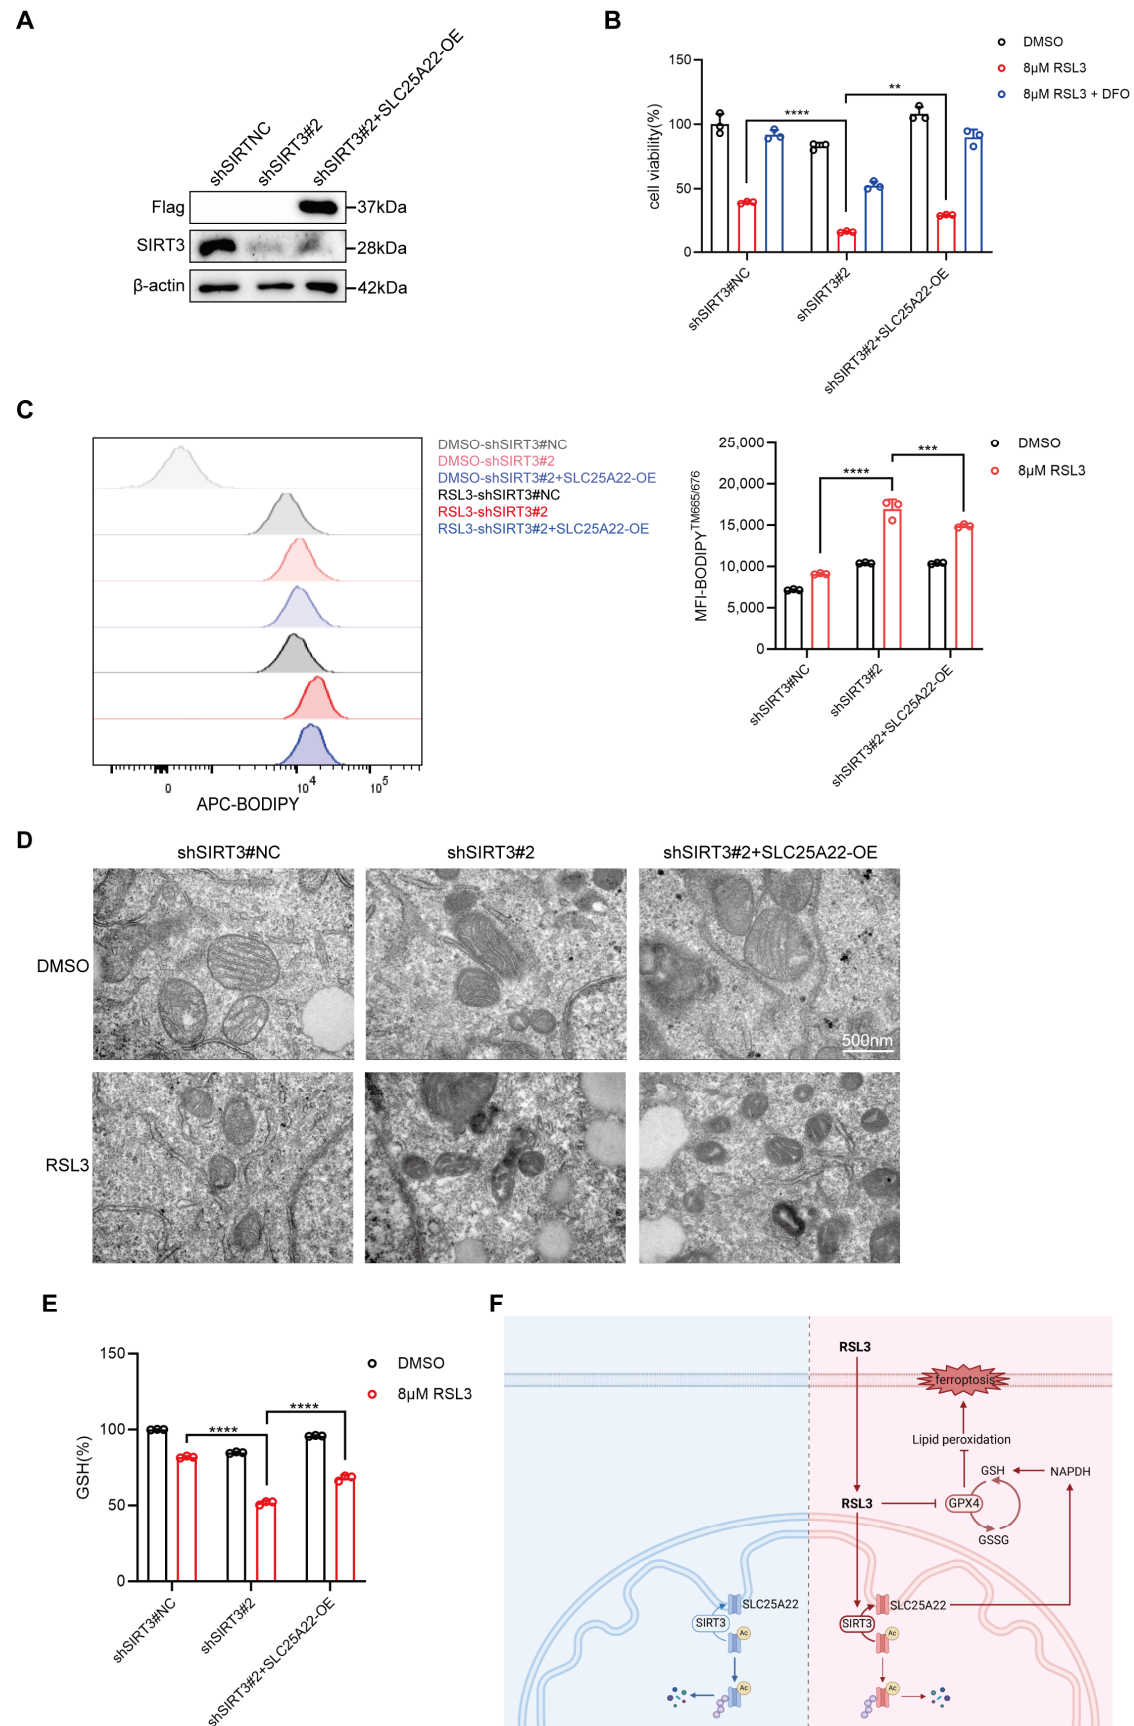 A
shSIRTNC
shSIRT3#2
shSIRT3#2+SLC25A22-OE
Flag
37kDa
SIRT3
28kDa
β-actin
42kDa
B
DMSO
8μM RSL3
8μM RSL3 + DFO
cell viability(%)
150
100
50
0
****
**
shSIRT3#NC
shSIRT3#2
shSIRT3#2+SLC25A22-OE
C
DMSO-shSIRT3#NC
DMSO-shSIRT3#2
DMSO-shSIRT3#2+SLC25A22-OE
RSL3-shSIRT3#NC
RSL3-shSIRT3#2
RSL3-shSIRT3#2+SLC25A22-OE
0 10^4 10^5
APC-BODIPY
DMSO
8μM RSL3
MFI-BODIPY^TM665/676
25,000
20,000
15,000
10,000
5,000
0
****
***
shSIRT3#NC
shSIRT3#2
shSIRT3#2+SLC25A22-OE
D
shSIRT3#NC shSIRT3#2 shSIRT3#2+SLC25A22-OE
DMSO
500nm
RSL3
E
DMSO
8μM RSL3
GSH(%)
150
100
50
0
****
****
shSIRT3#NC
shSIRT3#2
shSIRT3#2+SLC25A22-OE
F
RSL3
ferroptosis
Lipid peroxidation
GSH
NAPDH
RSL3
GPX4
GSSG
SLC25A22
SIRT3
Ac
Ac
SLC25A22
SIRT3
Ac
Ac